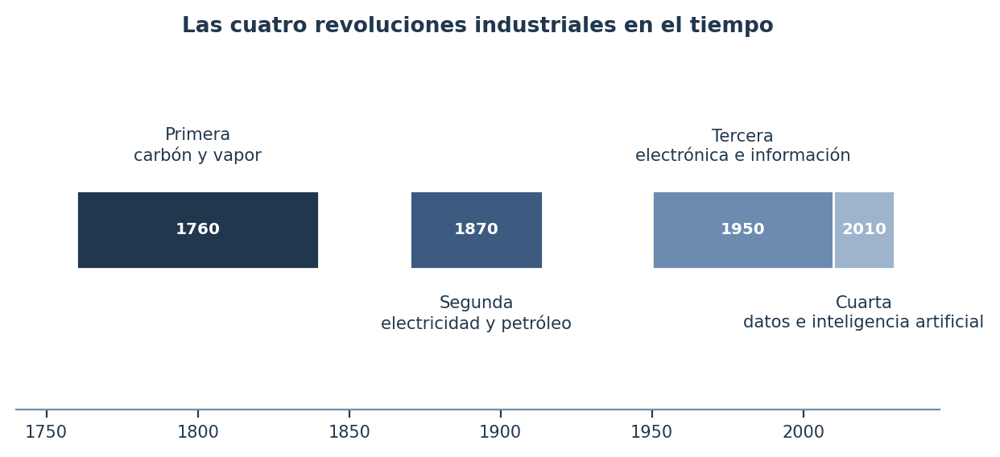 Las cuatro revoluciones industriales en el tiempo
Primera
carbón y vapor
Tercera
electrónica e información
1760
1870
1950
2010
Segunda
electricidad y petróleo
Cuarta
datos e inteligencia artificial
1750
1800
1850
1900
1950
2000